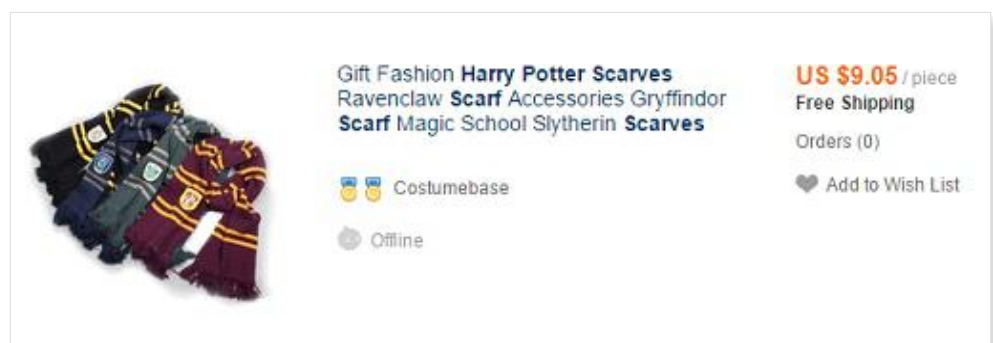 Gift Fashion Harry Potter Scarves
Ravenclaw Scarf Accessories Gryffindor
Scarf Magic School Slytherin Scarves
Costumebase
Offline
US $9.05 / piece
Free Shipping
Orders (0)
Add to Wish List